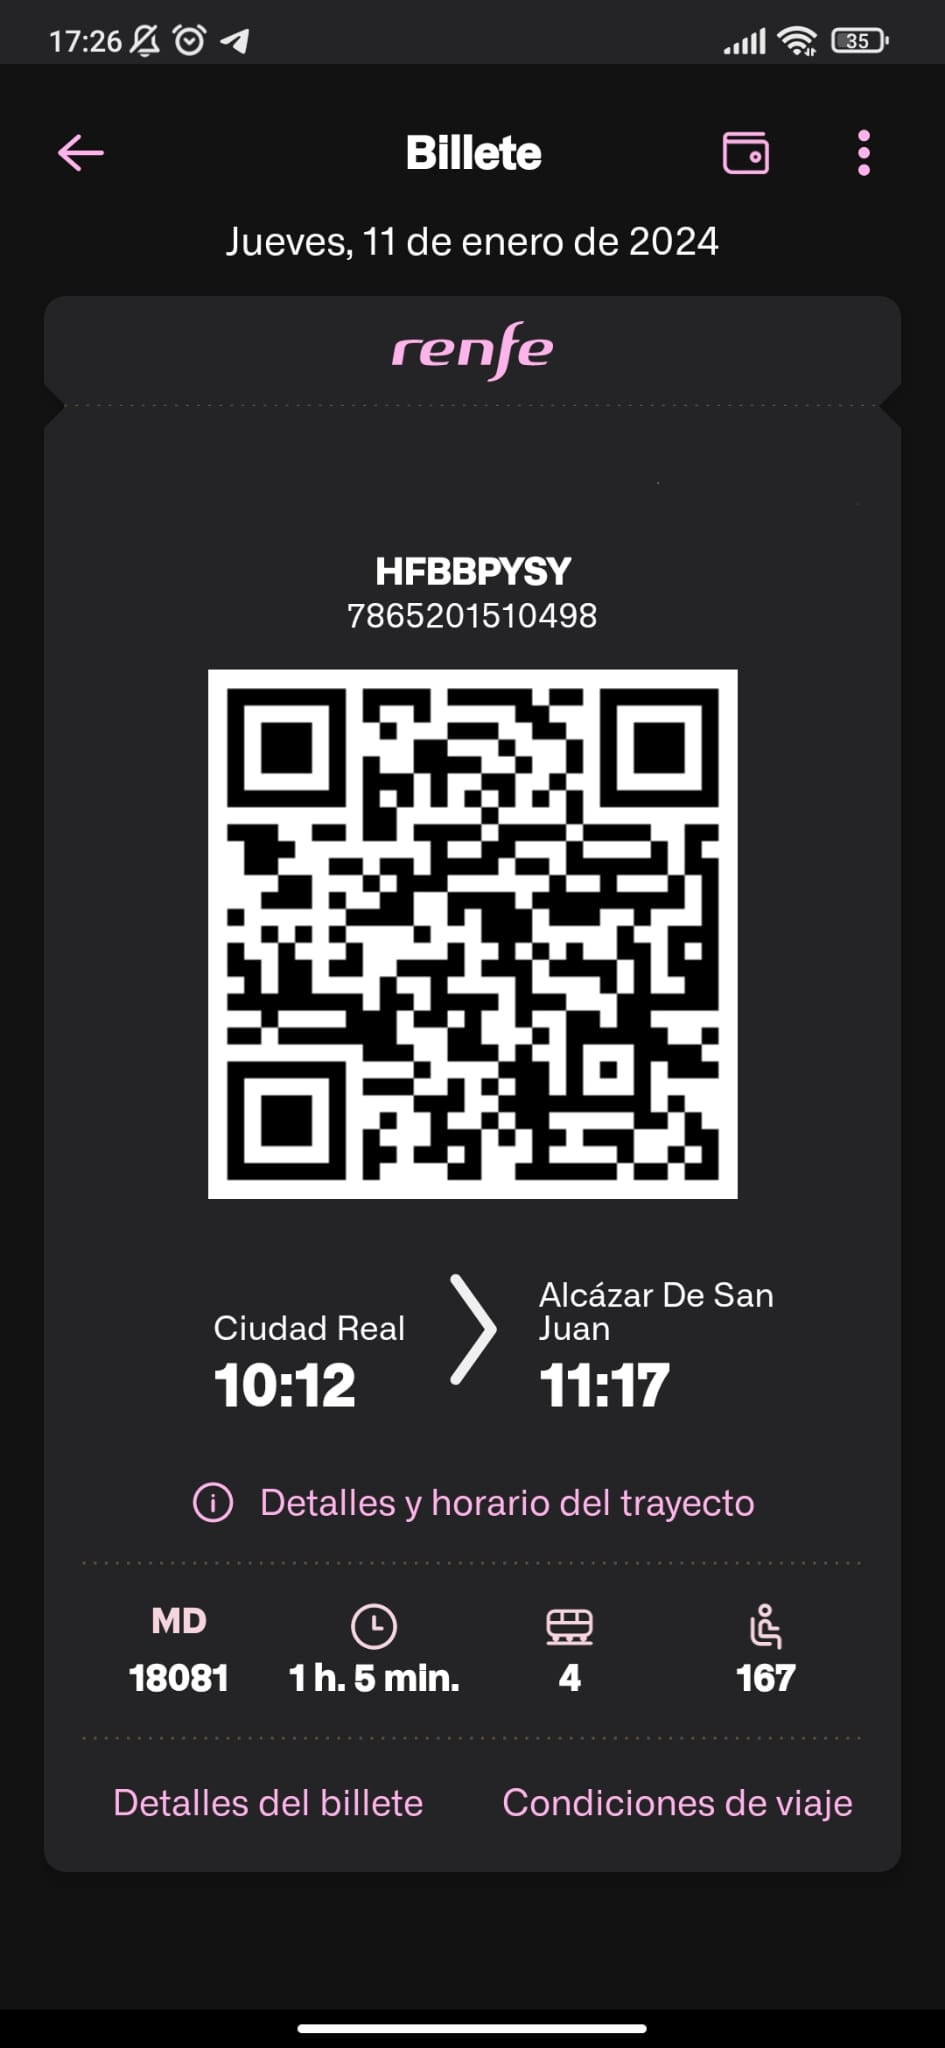 17:26
35
Billete
Jueves, 11 de enero de 2024
renfe
HFBBPYSY
7865201510498
Ciudad Real
10:12
Alcázar De San
Juan
11:17
Detalles y horario del trayecto
MD
18081
1 h. 5 min.
4
167
Detalles del billete
Condiciones de viaje